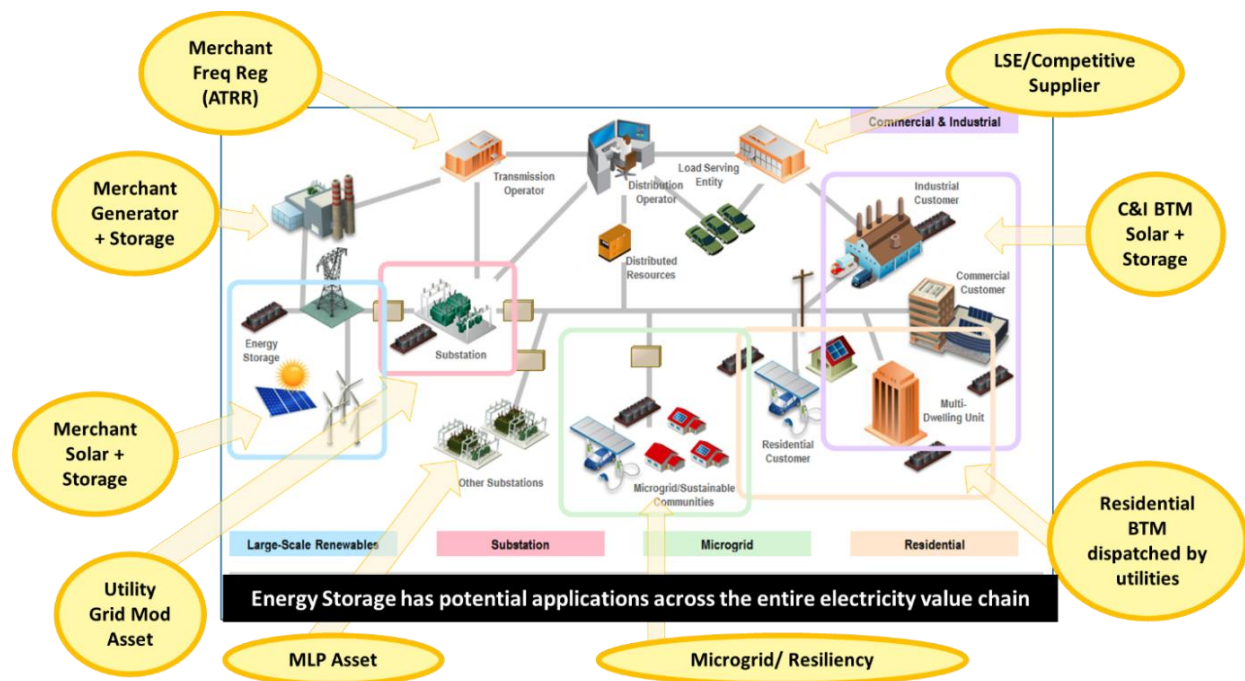 Merchant
Freq Reg
(ATRR)
LSE/Competitive
Supplier
Commercial & Industrial
Transmission
Operator
Distribution
Operator
Load Serving
Entity
Industrial
Customer
Merchant
Generator
+ Storage
C&I BTM
Solar +
Storage
Distributed
Resources
Commercial
Customer
Energy
Storage
Substation
Multi-
Dwelling Unit
Residential
Customer
Merchant
Solar +
Storage
Other Substations
Microgrid/Sustainable
Communities
Residential
BTM
dispatched by
utilities
Large-Scale Renewables
Substation
Microgrid
Residential
Utility
Grid Mod
Asset
Energy Storage has potential applications across the entire electricity value chain
MLP Asset
Microgrid/ Resiliency